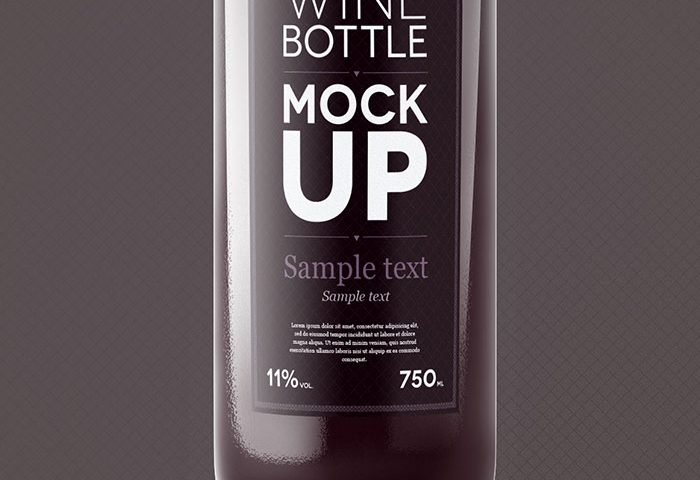 WINE
BOTTLE
MOCK
UP
Sample text
Sample text
Lorem ipsum dolor sit amet, consectetur adipisicing elit,
sed do eiusmod tempor incididunt ut labore et dolore magna
aliqua. Ut enim ad minim veniam, quis nostrud
exercitation ullamco laboris nisi ut aliquip ex ea commodo
consequat.
11% VOL. 750 ML